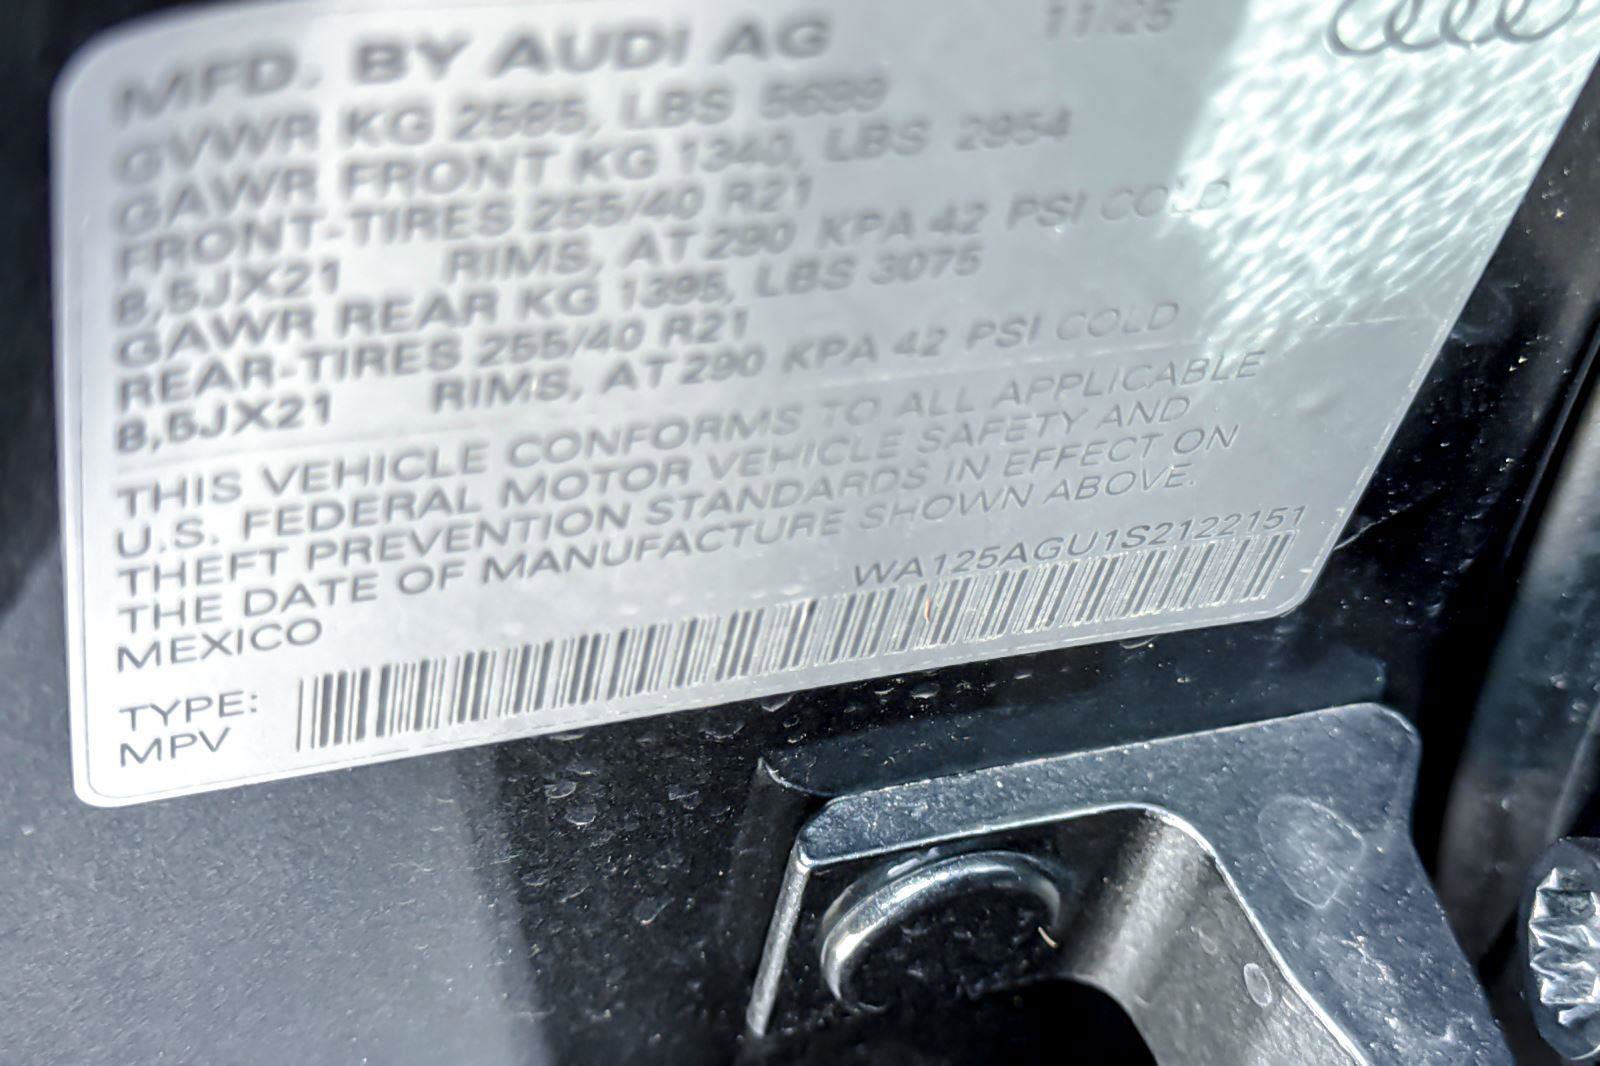 MFD. BY AUDI AG 11/25
GVWR KG 2585, LBS 5699
GAWR FRONT KG 1340, LBS 2954
FRONT-TIRES 255/40 R21
8,5JX21 RIMS, AT 290 KPA 42 PSI COLD
GAWR REAR KG 1395, LBS 3075
REAR-TIRES 255/40 R21
8,5JX21 RIMS, AT 290 KPA 42 PSI COLD
THIS VEHICLE CONFORMS TO ALL APPLICABLE
U.S. FEDERAL MOTOR VEHICLE SAFETY AND
THEFT PREVENTION STANDARDS IN EFFECT ON
THE DATE OF MANUFACTURE SHOWN ABOVE.
MEXICO WA125AGU1S2122151
TYPE:
MPV